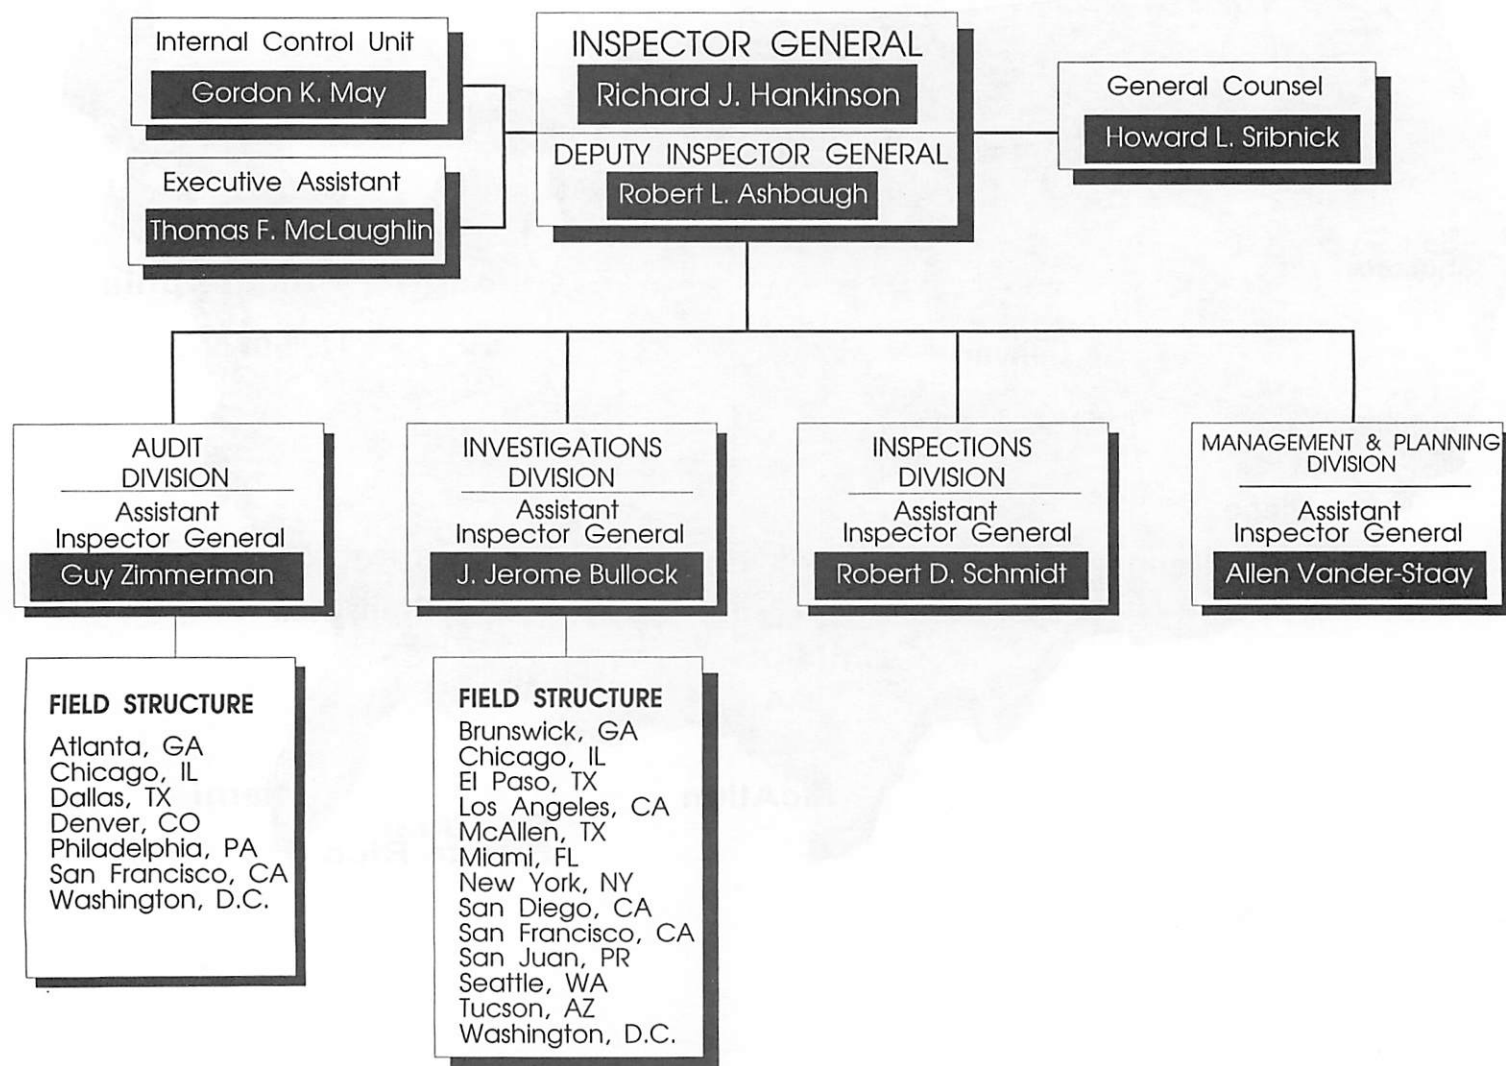 Internal Control Unit
Gordon K. May
Executive Assistant
Thomas F. McLaughlin
INSPECTOR GENERAL
Richard J. Hankinson
DEPUTY INSPECTOR GENERAL
Robert L. Ashbaugh
General Counsel
Howard L. Sribnick
AUDIT
DIVISION
Assistant
Inspector General
Guy Zimmerman
INVESTIGATIONS
DIVISION
Assistant
Inspector General
J. Jerome Bullock
INSPECTIONS
DIVISION
Assistant
Inspector General
Robert D. Schmidt
MANAGEMENT & PLANNING
DIVISION
Assistant
Inspector General
Allen Vander-Staay
FIELD STRUCTURE
Atlanta, GA
Chicago, IL
Dallas, TX
Denver, CO
Philadelphia, PA
San Francisco, CA
Washington, D.C.
FIELD STRUCTURE
Brunswick, GA
Chicago, IL
El Paso, TX
Los Angeles, CA
McAllen, TX
Miami, FL
New York, NY
San Diego, CA
San Francisco, CA
San Juan, PR
Seattle, WA
Tucson, AZ
Washington, D.C.